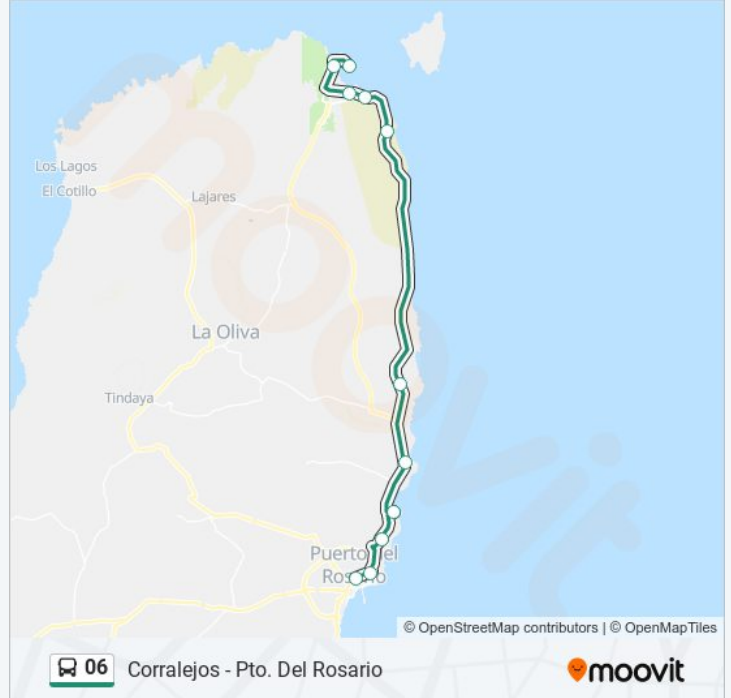 Los Lagos
El Cotillo
Lajares
La Oliva
Tindaya
Puerto del
Rosario
© OpenStreetMap contributors | © OpenMapTiles
06 Corralejos - Pto. Del Rosario
moovit
moovit